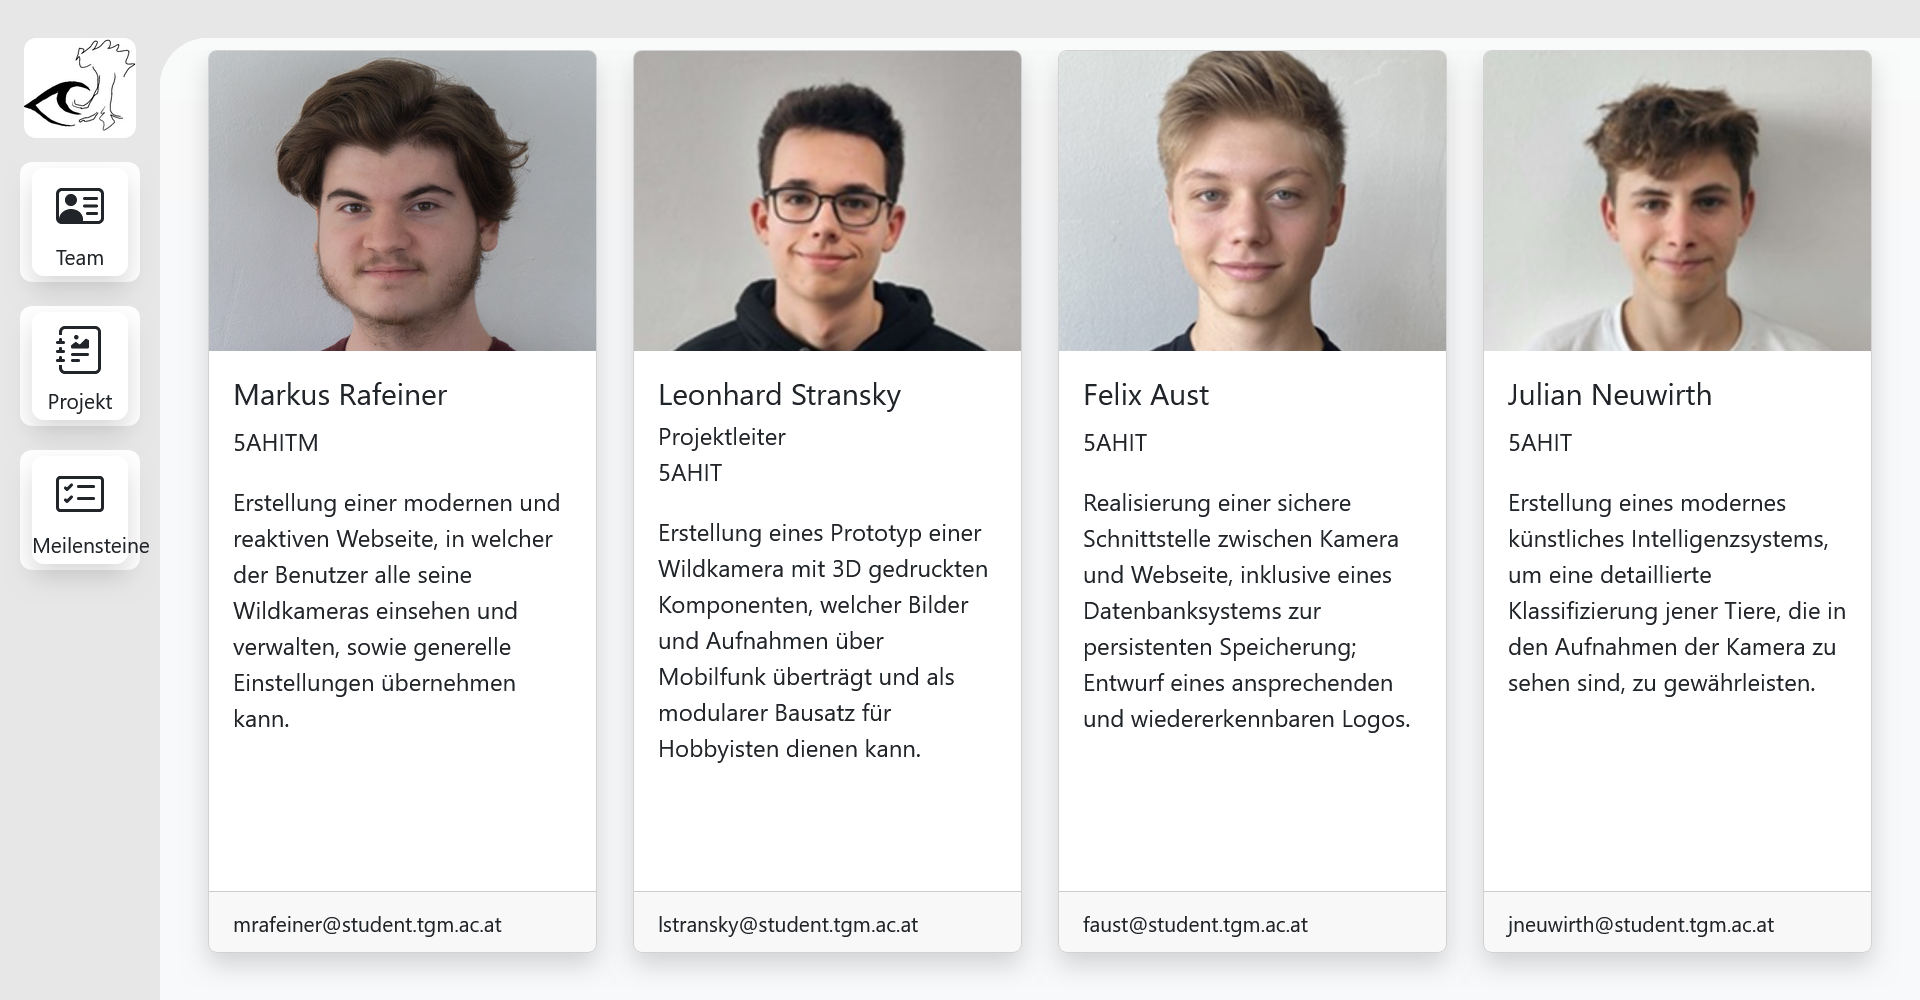 Team
Projekt
Meilensteine
Markus Rafeiner
5AHITM
Erstellung einer modernen und
reaktiven Webseite, in welcher
der Benutzer alle seine
Wildkameras einsehen und
verwalten, sowie generelle
Einstellungen übernehmen
kann.
mrafeiner@student.tgm.ac.at
Leonhard Stransky
Projektleiter
5AHIT
Erstellung eines Prototyp einer
Wildkamera mit 3D gedruckten
Komponenten, welcher Bilder
und Aufnahmen über
Mobilfunk überträgt und als
modularer Bausatz für
Hobbyisten dienen kann.
lstransky@student.tgm.ac.at
Felix Aust
5AHIT
Realisierung einer sichere
Schnittstelle zwischen Kamera
und Webseite, inklusive eines
Datenbanksystems zur
persistenten Speicherung;
Entwurf eines ansprechenden
und wiedererkennbaren Logos.
faust@student.tgm.ac.at
Julian Neuwirth
5AHIT
Erstellung eines modernes
künstliches Intelligenzsystems,
um eine detaillierte
Klassifizierung jener Tiere, die in
den Aufnahmen der Kamera zu
sehen sind, zu gewährleisten.
jneuwirth@student.tgm.ac.at